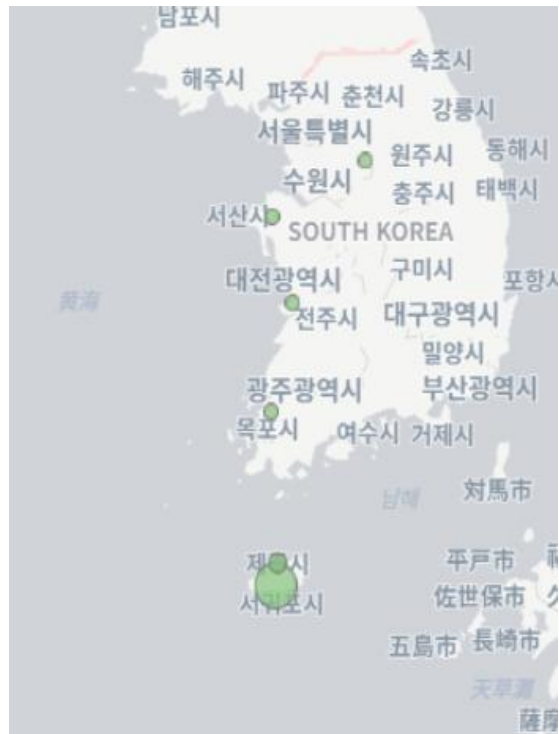 남포시
속초시
해주시
파주시
춘천시
강릉시
서울특별시
원주시
동해시
수원시
충주시
태백시
서산시
SOUTH KOREA
대전광역시
구미시
포항시
黄海
전주시
대구광역시
밀양시
광주광역시
부산광역시
목포시
여수시
거제시
남해
対馬市
平戸市
서귀포시
佐世保市
五島市
長崎市
天草灘